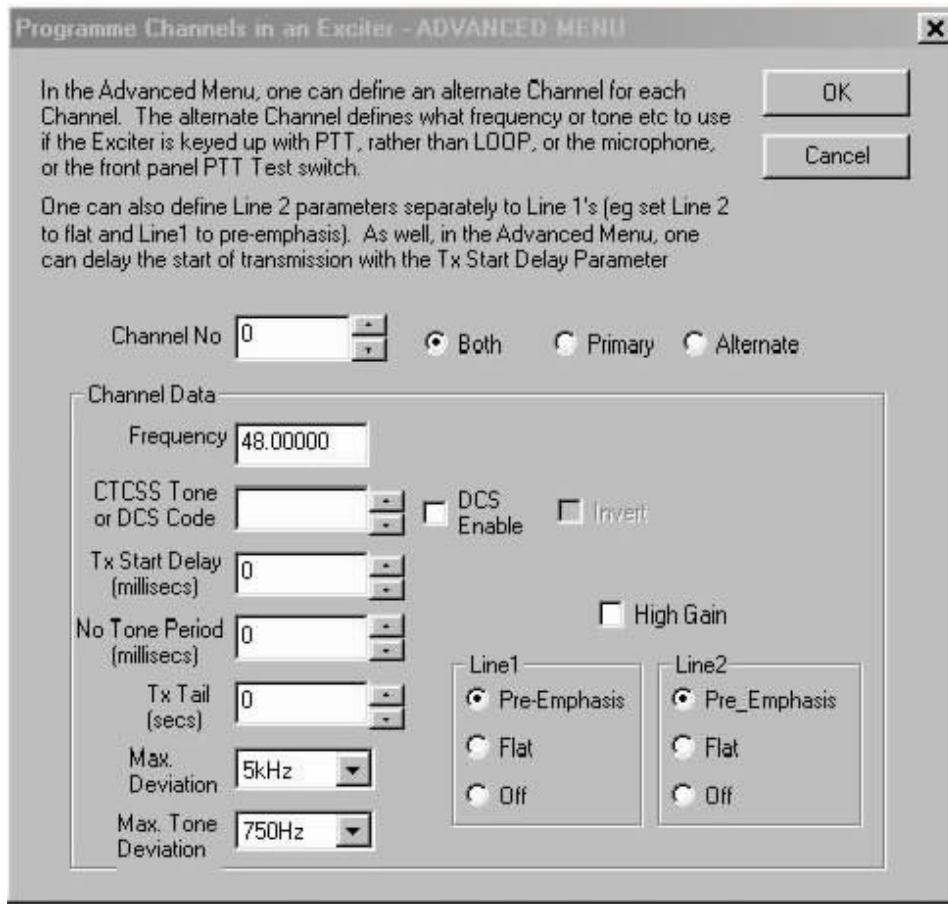 Programme Channels in an Exciter - ADVANCED MENU
In the Advanced Menu, one can define an alternate Channel for each
Channel. The alternate Channel defines what frequency or tone etc to use
if the Exciter is keyed up with PTT, rather than LOOP, or the microphone,
or the front panel PTT Test switch.
OK
Cancel
One can also define Line 2 parameters separately to Line 1's (eg set Line 2
to flat and Line1 to pre-emphasis). As well, in the Advanced Menu, one
can delay the start of transmission with the Tx Start Delay Parameter
Channel No 0 Both Primary Alternate
Channel Data
Frequency 48.00000
CTCSS Tone
or DCS Code
DCS
Enable
Invert
Tx Start Delay
(millisecs)
0
High Gain
No Tone Period
(millisecs)
0
Tx Tail
(secs)
0
Max.
Deviation
5kHz
Max. Tone
Deviation
750Hz
Line1
Pre-Emphasis
Flat
Off
Line2
Pre_Emphasis
Flat
Off